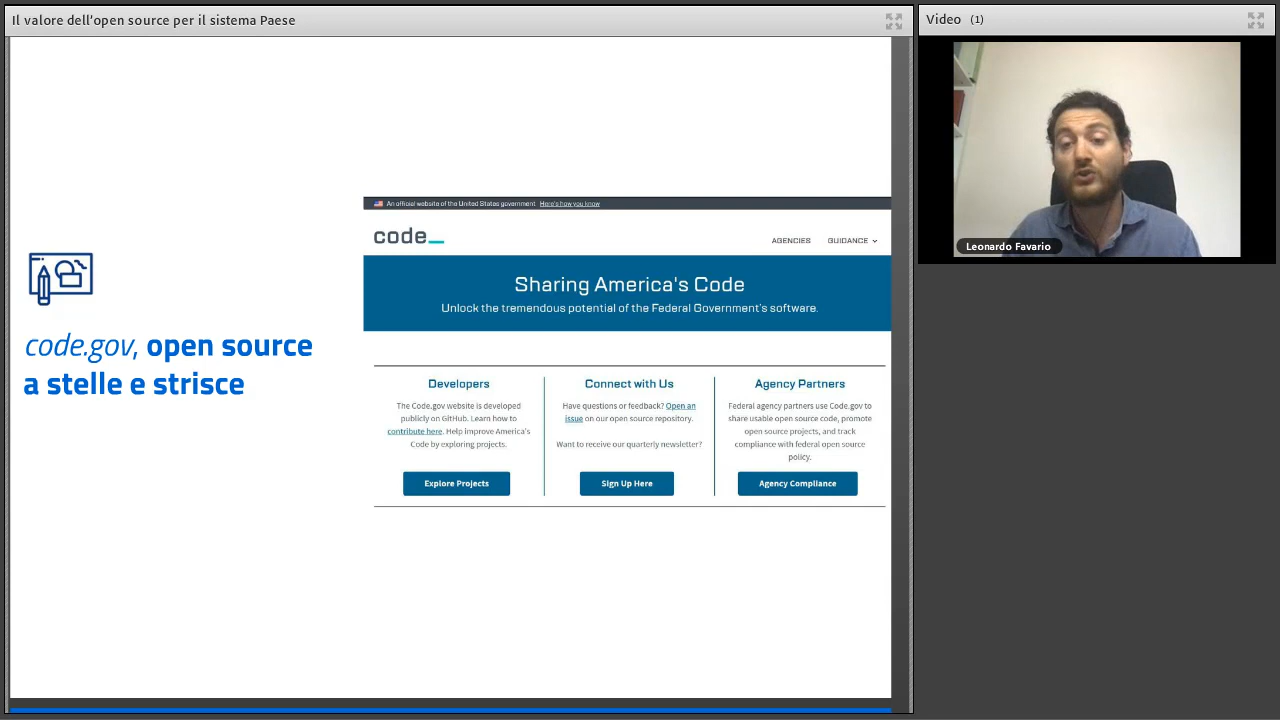 Il valore dell'open source per il sistema Paese
Video (1)
An official website of the United States government Here's how you know
code_
AGENCIES GUIDANCE
Sharing America's Code
Unlock the tremendous potential of the Federal Government's software.
code.gov, open source
a stelle e strisce
Developers
The Code.gov website is developed
publicly on GitHub. Learn how to
contribute here. Help improve America's
Code by exploring projects.
Explore Projects
Connect with Us
Have questions or feedback? Open an
issue on our open source repository.
Want to receive our quarterly newsletter?
Sign Up Here
Agency Partners
Federal agency partners use Code.gov to
share usable open source code, promote
open source projects, and track
compliance with federal open source
policy.
Agency Compliance
Leonardo Favario